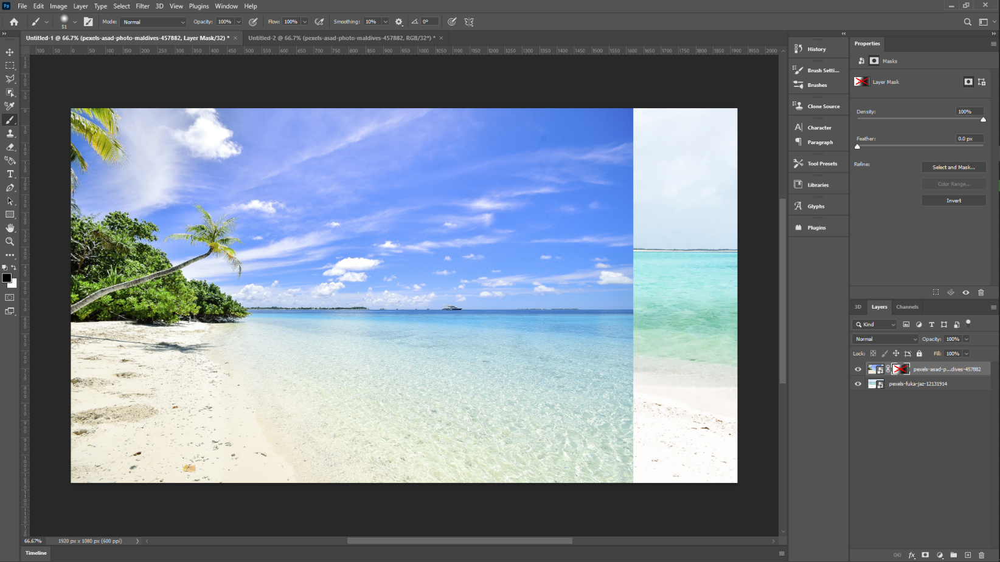 Ps File Edit Image Layer Type Select Filter 3D View Plugins Window Help
51 Mode: Normal Opacity: 100% Flow: 100% Smoothing: 10% 0°
Untitled-1 @ 66.7% (pexels-asad-photo-maldives-457882, Layer Mask/32) * × Untitled-2 @ 66.7% (pexels-asad-photo-maldives-457882, RGB/32*) * ×
100 50 0 50 100 150 200 250 300 350 400 450 500 550 600 650 700 750 800 850 900 950 1000 1050 1100 1150 1200 1250 1300 1350 1400 1450 1500 1550 1600 1650 1700 1750 1800 1850 1900 1950 2000
History
Brush Setti...
Brushes
Clone Source
Character
Paragraph
Tool Presets
Libraries
Glyphs
Plugins
Properties
Masks
Layer Mask
Density: 100%
Feather: 0.0 px
Refine: Select and Mask...
Color Range...
Invert
3D Layers Channels
Kind
Normal Opacity: 100%
Lock: Fill: 100%
pexels-asad-p...dives-457882
pexels-fuka-jaz-12131914
66.67% 1920 px x 1080 px (600 ppi)
Timeline